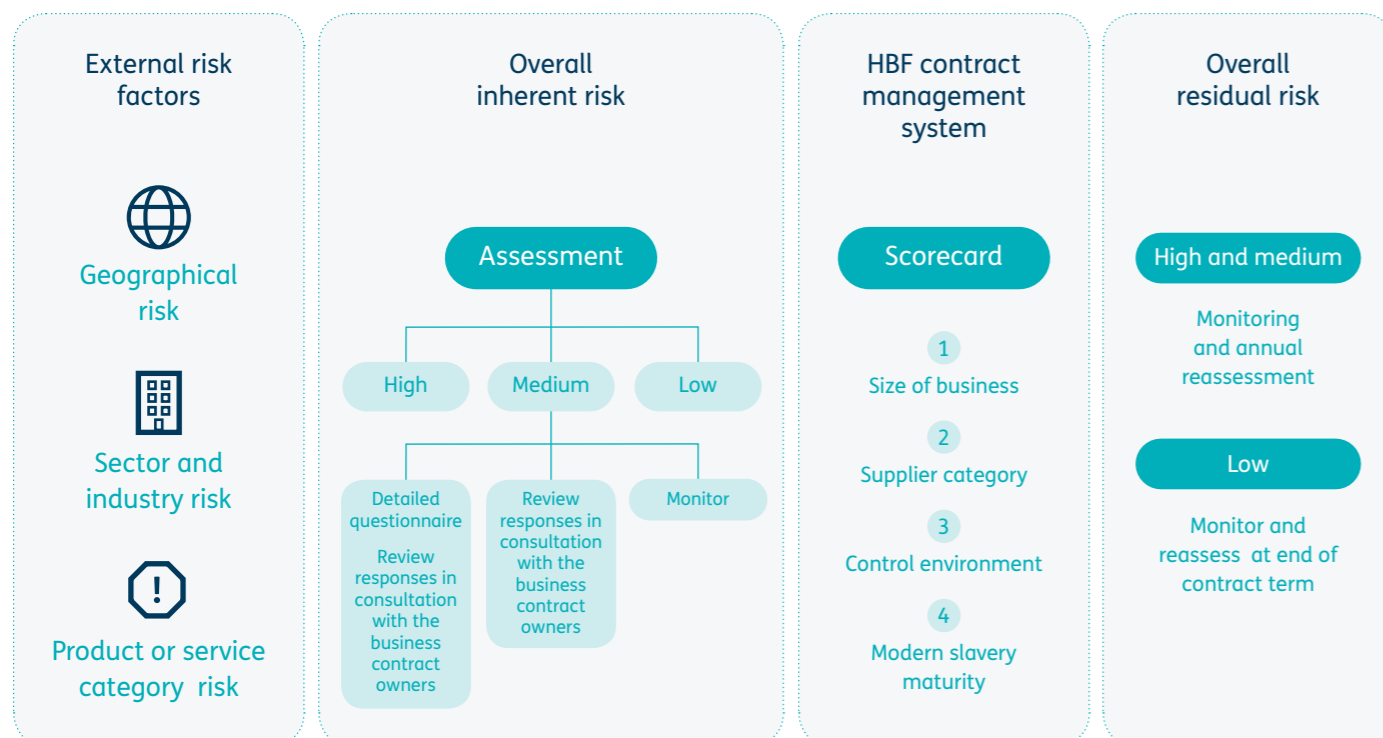 External risk
factors
Geographical
risk
Sector and
industry risk
Product or service
category risk
Overall
inherent risk
Assessment
High
Medium
Low
Detailed
questionnaire
Review
responses in
consultation
with the
business
contract
owners
Review
responses in
consultation
with the
business
contract
owners
Monitor
HBF contract
management
system
Scorecard
1
Size of business
2
Supplier category
3
Control environment
4
Modern slavery
maturity
Overall
residual risk
High and medium
Monitoring
and annual
reassessment
Low
Monitor and
reassess at end of
contract term